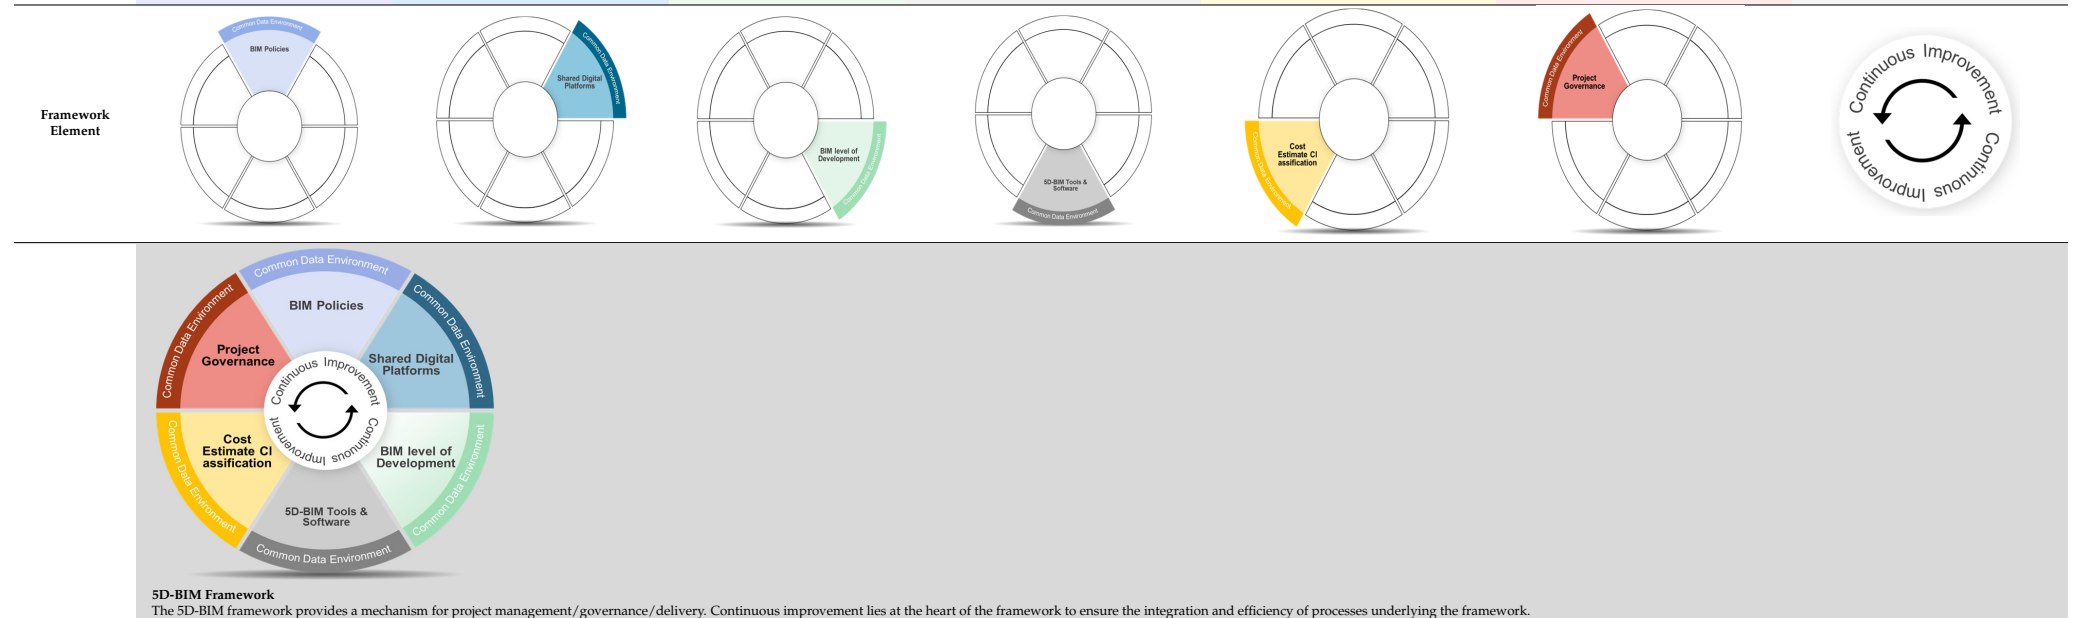 Framework
Element
Common Data Environment
BIM Policies
Common Data Environment
Shared Digital
Platforms
BIM level of
Development
Common Data Environment
5D-BIM Tools &
Software
Common Data Environment
Cost
Estimate Cl
assification
Common Data Environment
Common Data Environment
Project
Governance
Continuous Improvement
Continuous Improvement
Common Data Environment
BIM Policies
Common Data Environment
Shared Digital
Platforms
Common Data Environment
BIM level of
Development
Common Data Environment
5D-BIM Tools &
Software
Common Data Environment
Cost
Estimate Cl
assification
Common Data Environment
Project
Governance
Continuous Improvement
Continuous Improvement
5D-BIM Framework
The 5D-BIM framework provides a mechanism for project management/governance/delivery. Continuous improvement lies at the heart of the framework to ensure the integration and efficiency of processes underlying the framework.